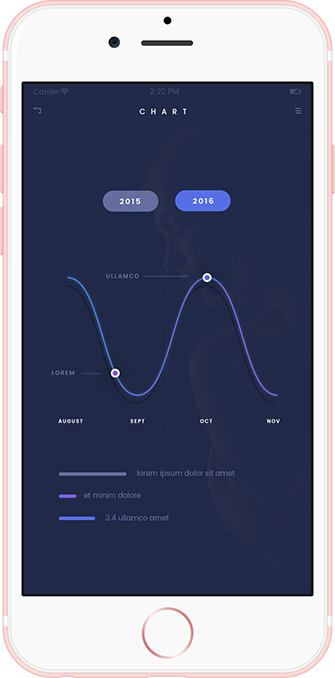 Carrier 2:22 PM
CHART
2015 2016
ULLAMCO
LOREM
AUGUST SEPT OCT NOV
lorem ipsum dolor sit amet
et minim dolore
3.4 ullamco amet